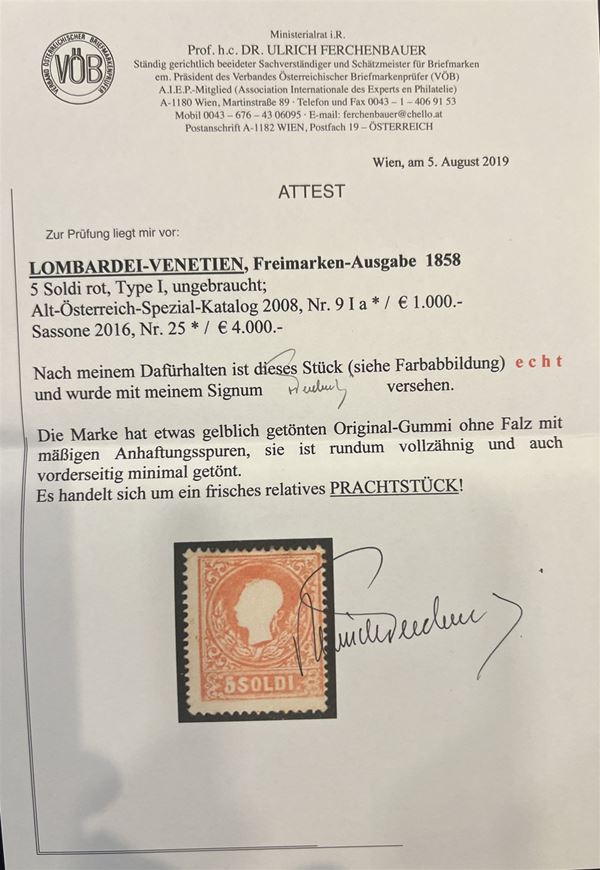 VERBAND ÖSTERREICHISCHER BRIEFMARKENPRÜFER
VÖB
Ministerialrat i.R.
Prof. h.c. DR. ULRICH FERCHENBAUER
Ständig gerichtlich beeideter Sachverständiger und Schätzmeister für Briefmarken
em. Präsident des Verbandes Österreichischer Briefmarkenprüfer (VÖB)
A.I.E.P.-Mitglied (Association Internationale des Experts en Philatelie)
A-1180 Wien, Martinstraße 89 · Telefon und Fax 0043 – 1 – 406 91 53
Mobil 0043 – 676 – 43 06095 · E-mail: ferchenbauer@chello.at
Postanschrift A-1182 WIEN, Postfach 19 – ÖSTERREICH
Wien, am 5. August 2019
ATTEST
Zur Prüfung liegt mir vor:
LOMBARDEI-VENETIEN, Freimarken-Ausgabe 1858
5 Soldi rot, Type I, ungebraucht;
Alt-Österreich-Spezial-Katalog 2008, Nr. 9 I a * / € 1.000.-
Sassone 2016, Nr. 25 * / € 4.000.-
Nach meinem Dafürhalten ist dieses Stück (siehe Farbabbildung) echt
und wurde mit meinem Signum versehen.
Die Marke hat etwas gelblich getönten Original-Gummi ohne Falz mit
mäßigen Anhaftungsspuren, sie ist rundum vollzähnig und auch
vorderseitig minimal getönt.
Es handelt sich um ein frisches relatives PRACHTSTÜCK!
5 SOLDI.